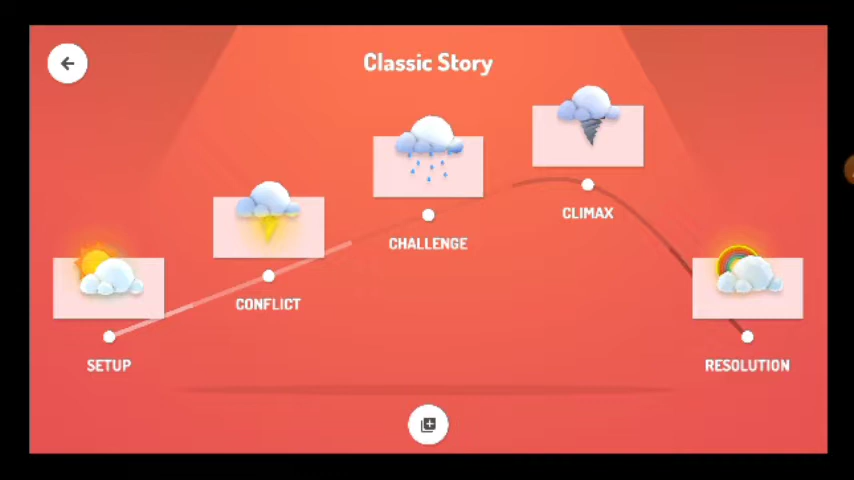 Classic Story
SETUP
CONFLICT
CHALLENGE
CLIMAX
RESOLUTION